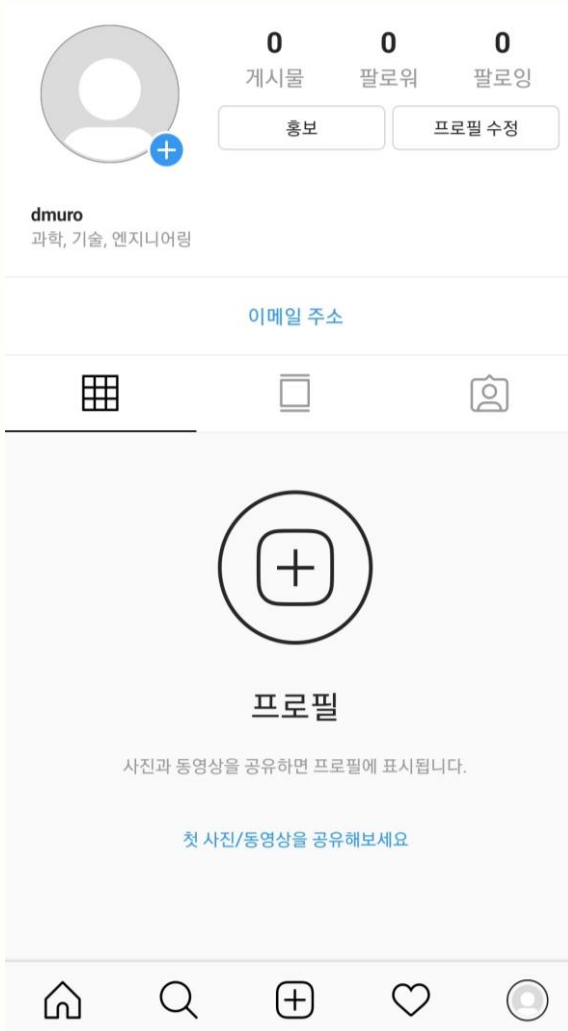 0 0 0
게시물 팔로워 팔로잉
홍보 프로필 수정
dmuro
과학, 기술, 엔지니어링
이메일 주소
프로필
사진과 동영상을 공유하면 프로필에 표시됩니다.
첫 사진/동영상을 공유해보세요